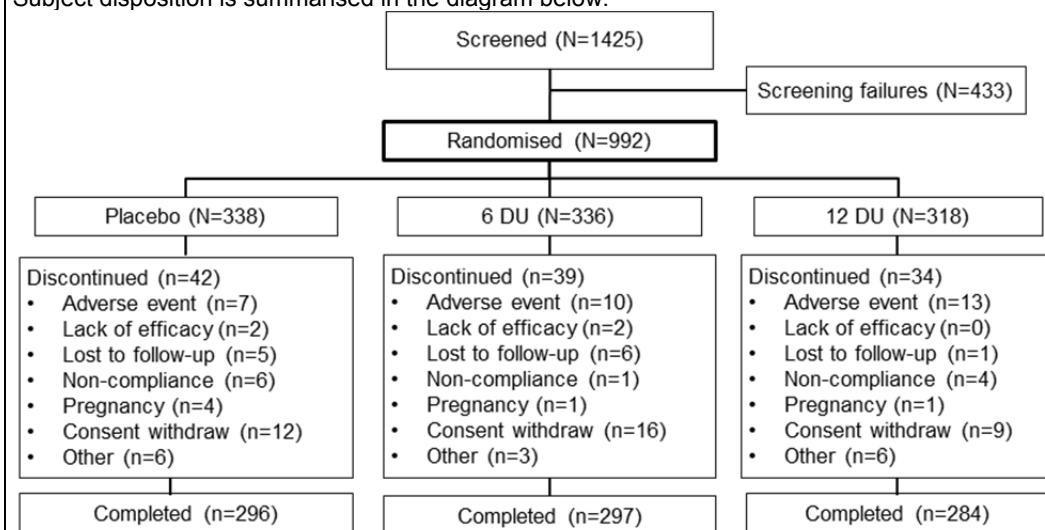 Subject disposition is summarised in the diagram below.
Screened (N=1425)
Screening failures (N=433)
Randomised (N=992)
Placebo (N=338)
6 DU (N=336)
12 DU (N=318)
Discontinued (n=42)
• Adverse event (n=7)
• Lack of efficacy (n=2)
• Lost to follow-up (n=5)
• Non-compliance (n=6)
• Pregnancy (n=4)
• Consent withdraw (n=12)
• Other (n=6)
Discontinued (n=39)
• Adverse event (n=10)
• Lack of efficacy (n=2)
• Lost to follow-up (n=6)
• Non-compliance (n=1)
• Pregnancy (n=1)
• Consent withdraw (n=16)
• Other (n=3)
Discontinued (n=34)
• Adverse event (n=13)
• Lack of efficacy (n=0)
• Lost to follow-up (n=1)
• Non-compliance (n=4)
• Pregnancy (n=1)
• Consent withdraw (n=9)
• Other (n=6)
Completed (n=296)
Completed (n=297)
Completed (n=284)